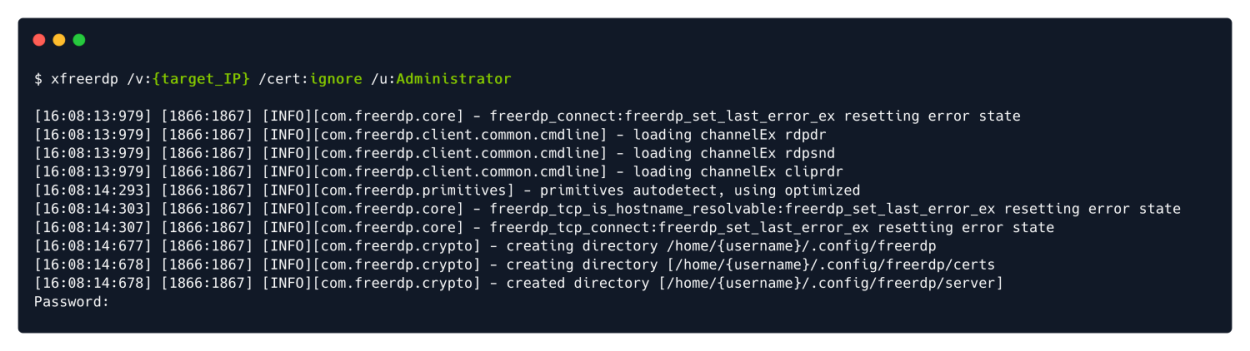 $ xfreerdp /v:{target_IP} /cert:ignore /u:Administrator
[16:08:13:979] [1866:1867] [INFO][com.freerdp.core] - freerdp_connect:freerdp_set_last_error_ex resetting error state
[16:08:13:979] [1866:1867] [INFO][com.freerdp.client.common.cmdline] - loading channelEx rdpdr
[16:08:13:979] [1866:1867] [INFO][com.freerdp.client.common.cmdline] - loading channelEx rdpsnd
[16:08:13:979] [1866:1867] [INFO][com.freerdp.client.common.cmdline] - loading channelEx cliprdr
[16:08:14:293] [1866:1867] [INFO][com.freerdp.primitives] - primitives autodetect, using optimized
[16:08:14:303] [1866:1867] [INFO][com.freerdp.core] - freerdp_tcp_is_hostname_resolvable:freerdp_set_last_error_ex resetting error state
[16:08:14:307] [1866:1867] [INFO][com.freerdp.core] - freerdp_tcp_connect:freerdp_set_last_error_ex resetting error state
[16:08:14:677] [1866:1867] [INFO][com.freerdp.crypto] - creating directory /home/{username}/.config/freerdp
[16:08:14:678] [1866:1867] [INFO][com.freerdp.crypto] - creating directory [/home/{username}/.config/freerdp/certs
[16:08:14:678] [1866:1867] [INFO][com.freerdp.crypto] - created directory [/home/{username}/.config/freerdp/server]
Password: